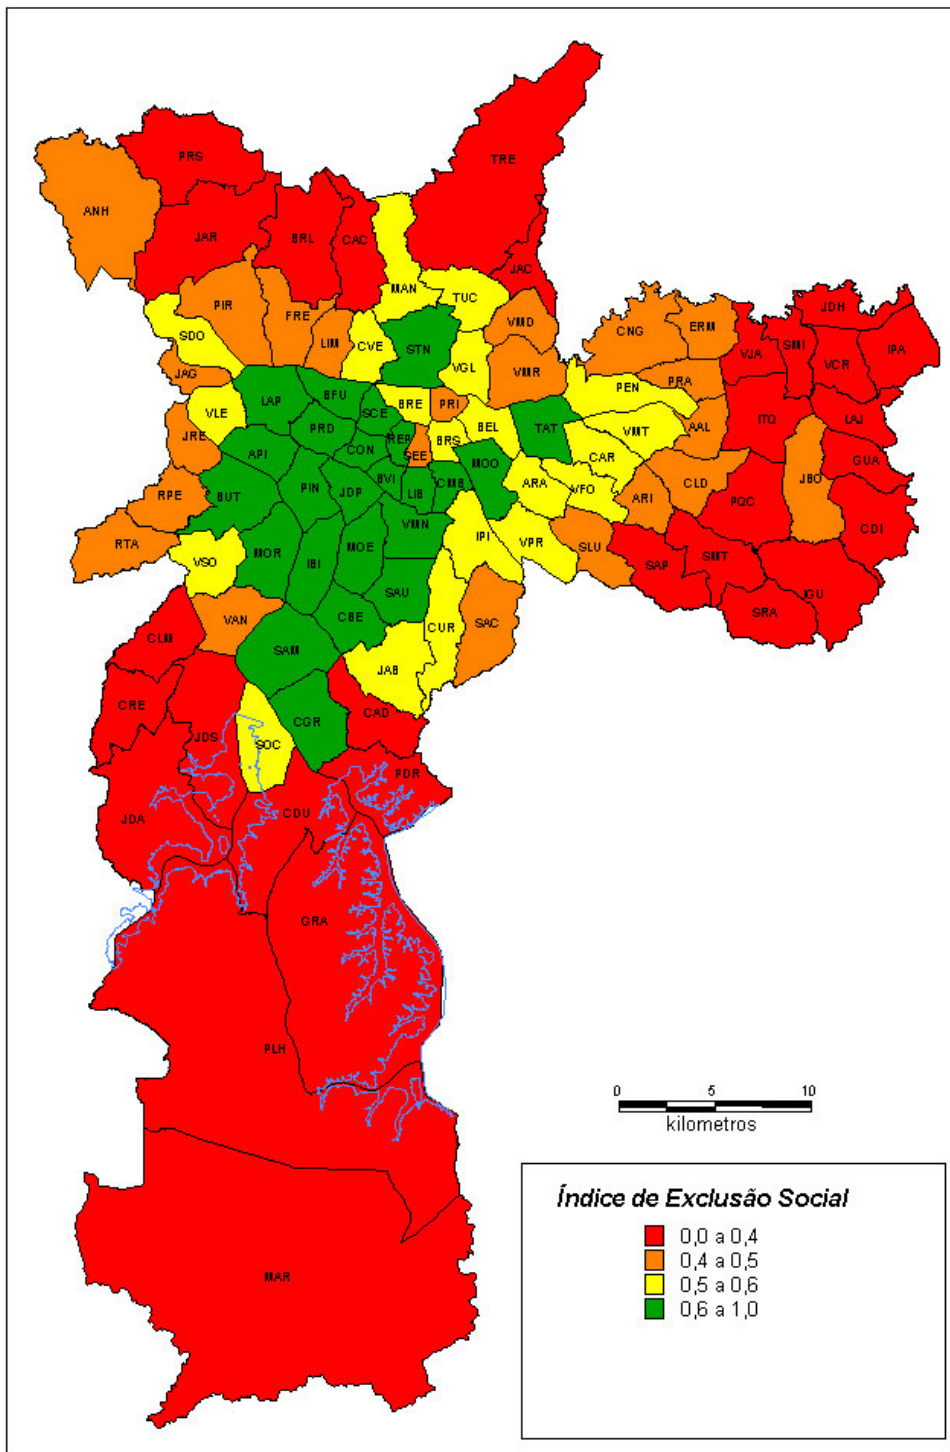 TRE
PRS
ANH
JAR
BRL
CAC
JAC
MAN
TUC
PIR
FRE
VMD
CNG
ERM
JDH
SDO
LIM
CVE
STN
VJA
SMI
VCR
IPA
JAG
VGL
VMR
PEN
PRA
LAP
BFU
BRE
PRI
VLE
SCE
ITQ
LAJ
JRE
PRD
BEL
TAT
VMT
AAL
API
CON
REP
SEE
BRS
CAR
GUA
MOO
BVI
RPE
BUT
PIN
JDP
LIB
CMB
ARA
VFO
ARI
CLD
JBO
PQC
VMN
CDI
RTA
MOR
IBI
MOE
IPI
VPR
SLU
VSO
SAP
SMT
SAU
IGU
CBE
SRA
VAN
CLM
SAM
CUR
SAC
JAB
CRE
CGR
CAD
JDS
SOC
PDR
JDA
CDU
GRA
PLH
MAR
0 5 10
kilometros
Índice de Exclusão Social
0,0 a 0,4
0,4 a 0,5
0,5 a 0,6
0,6 a 1,0